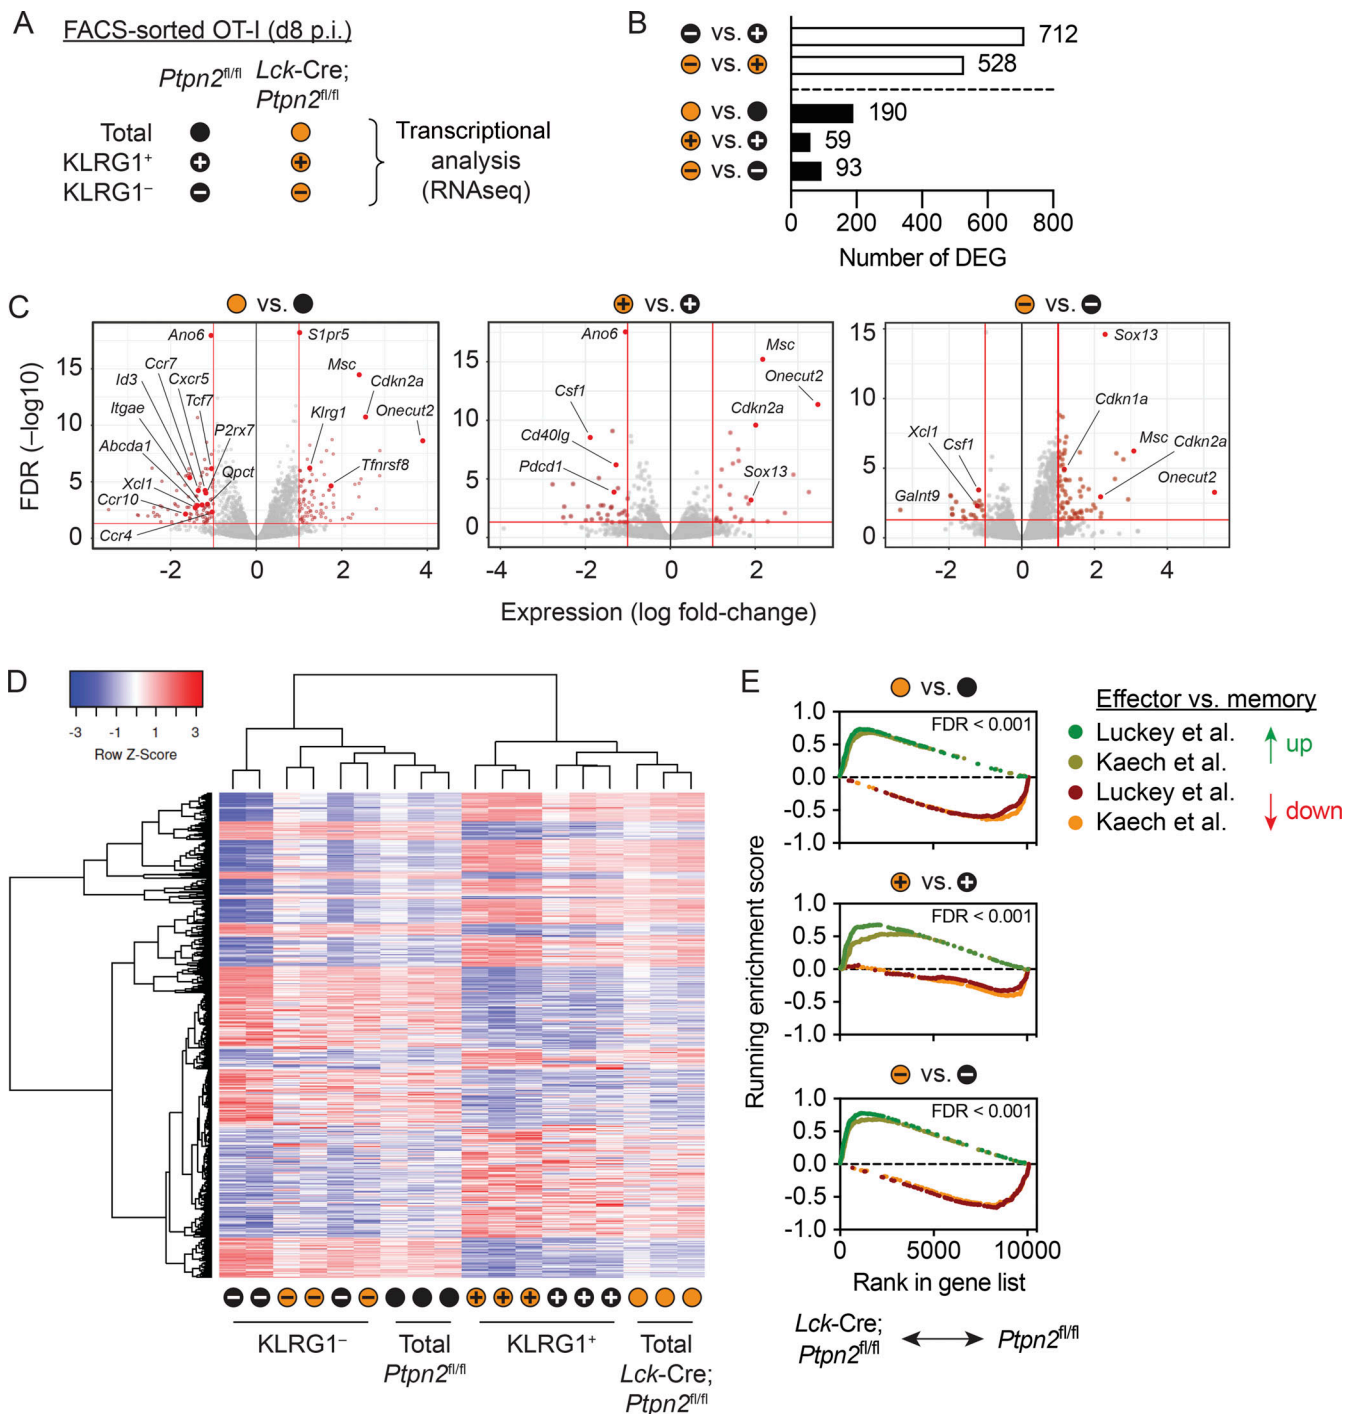 A
FACS-sorted OT-I (d8 p.i.)
Ptpn2fl/fl
Lck-Cre;
Ptpn2fl/fl
Total
KLRG1+
KLRG1–
Transcriptional
analysis
(RNAseq)
B
– vs. +
712
– vs. +
528
vs.
190
+ vs. +
59
– vs. –
93
0 200 400 600 800
Number of DEG
C
vs.
+ vs. +
– vs. –
FDR (–log10)
15
10
5
0
-2 0 2 4
Ano6
S1pr5
Ccr7
Id3
Cxcr5
Itgae
Tcf7
P2rx7
Abcda1
Qpct
Xcl1
Ccr10
Ccr4
Msc
Cdkn2a
Klrg1
Onecut2
Tfnrsf8
15
10
5
0
-4 -2 0 2
Ano6
Msc
Csf1
Onecut2
Cdkn2a
Cd40lg
Pdcd1
Sox13
15
10
5
0
-2 0 2 4
Sox13
Cdkn1a
Xcl1
Csf1
Msc
Cdkn2a
Galnt9
Onecut2
Expression (log fold-change)
D
-3 -1 1 3
Row Z-Score
– – – – – – + + + + + +
KLRG1–
Total
Ptpn2fl/fl
KLRG1+
Total
Lck-Cre;
Ptpn2fl/fl
E
vs.
FDR < 0.001
1.0
0.5
0.0
-0.5
-1.0
+ vs. +
FDR < 0.001
1.0
0.5
0.0
-0.5
-1.0
– vs. –
FDR < 0.001
1.0
0.5
0.0
-0.5
-1.0
0 5000 10000
Running enrichment score
Rank in gene list
Lck-Cre;
Ptpn2fl/fl
Ptpn2fl/fl
Effector vs. memory
Luckey et al.
Kaech et al.
up
Luckey et al.
Kaech et al.
down